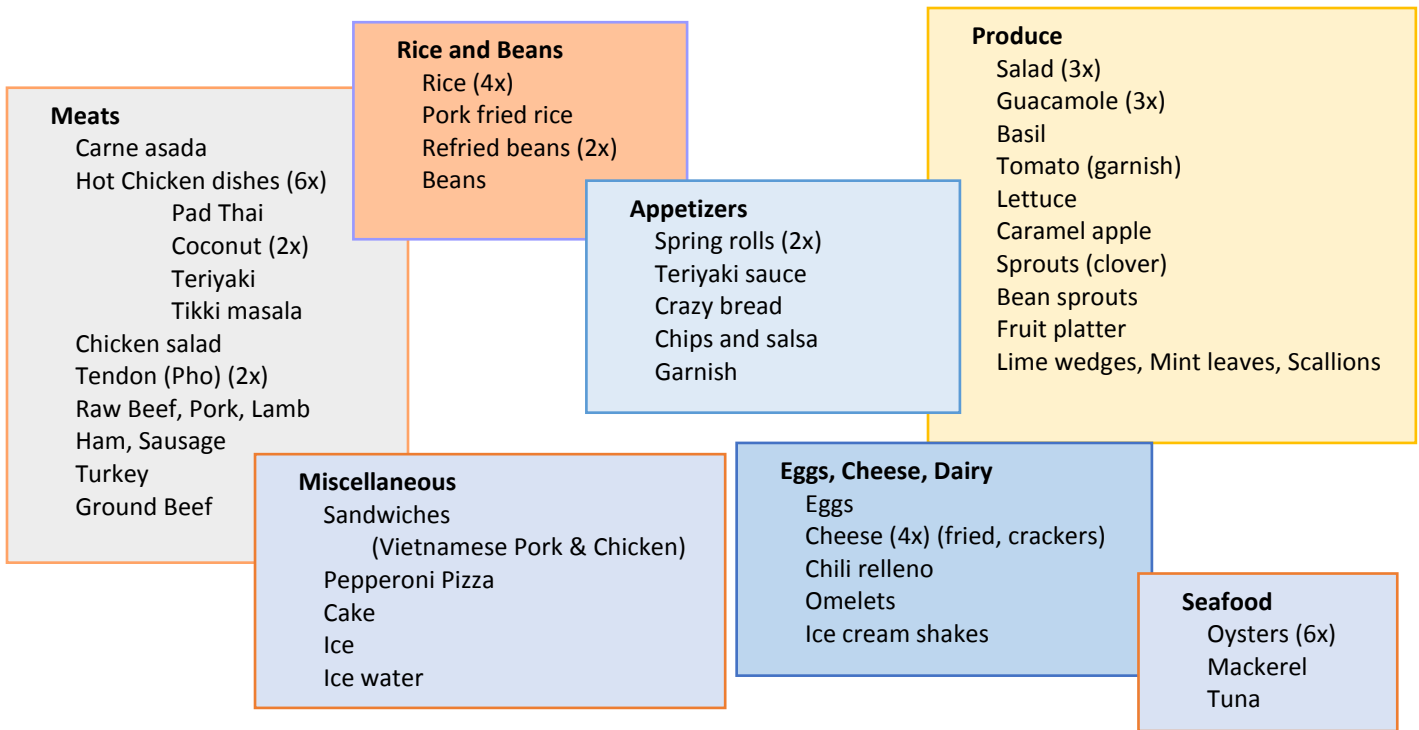 Meats
Carne asada
Hot Chicken dishes (6x)
Pad Thai
Coconut (2x)
Teriyaki
Tikki masala
Chicken salad
Tendon (Pho) (2x)
Raw Beef, Pork, Lamb
Ham, Sausage
Turkey
Ground Beef
Rice and Beans
Rice (4x)
Pork fried rice
Refried beans (2x)
Beans
Appetizers
Spring rolls (2x)
Teriyaki sauce
Crazy bread
Chips and salsa
Garnish
Produce
Salad (3x)
Guacamole (3x)
Basil
Tomato (garnish)
Lettuce
Caramel apple
Sprouts (clover)
Bean sprouts
Fruit platter
Lime wedges, Mint leaves, Scallions
Miscellaneous
Sandwiches
(Vietnamese Pork & Chicken)
Pepperoni Pizza
Cake
Ice
Ice water
Eggs, Cheese, Dairy
Eggs
Cheese (4x) (fried, crackers)
Chili relleno
Omelets
Ice cream shakes
Seafood
Oysters (6x)
Mackerel
Tuna